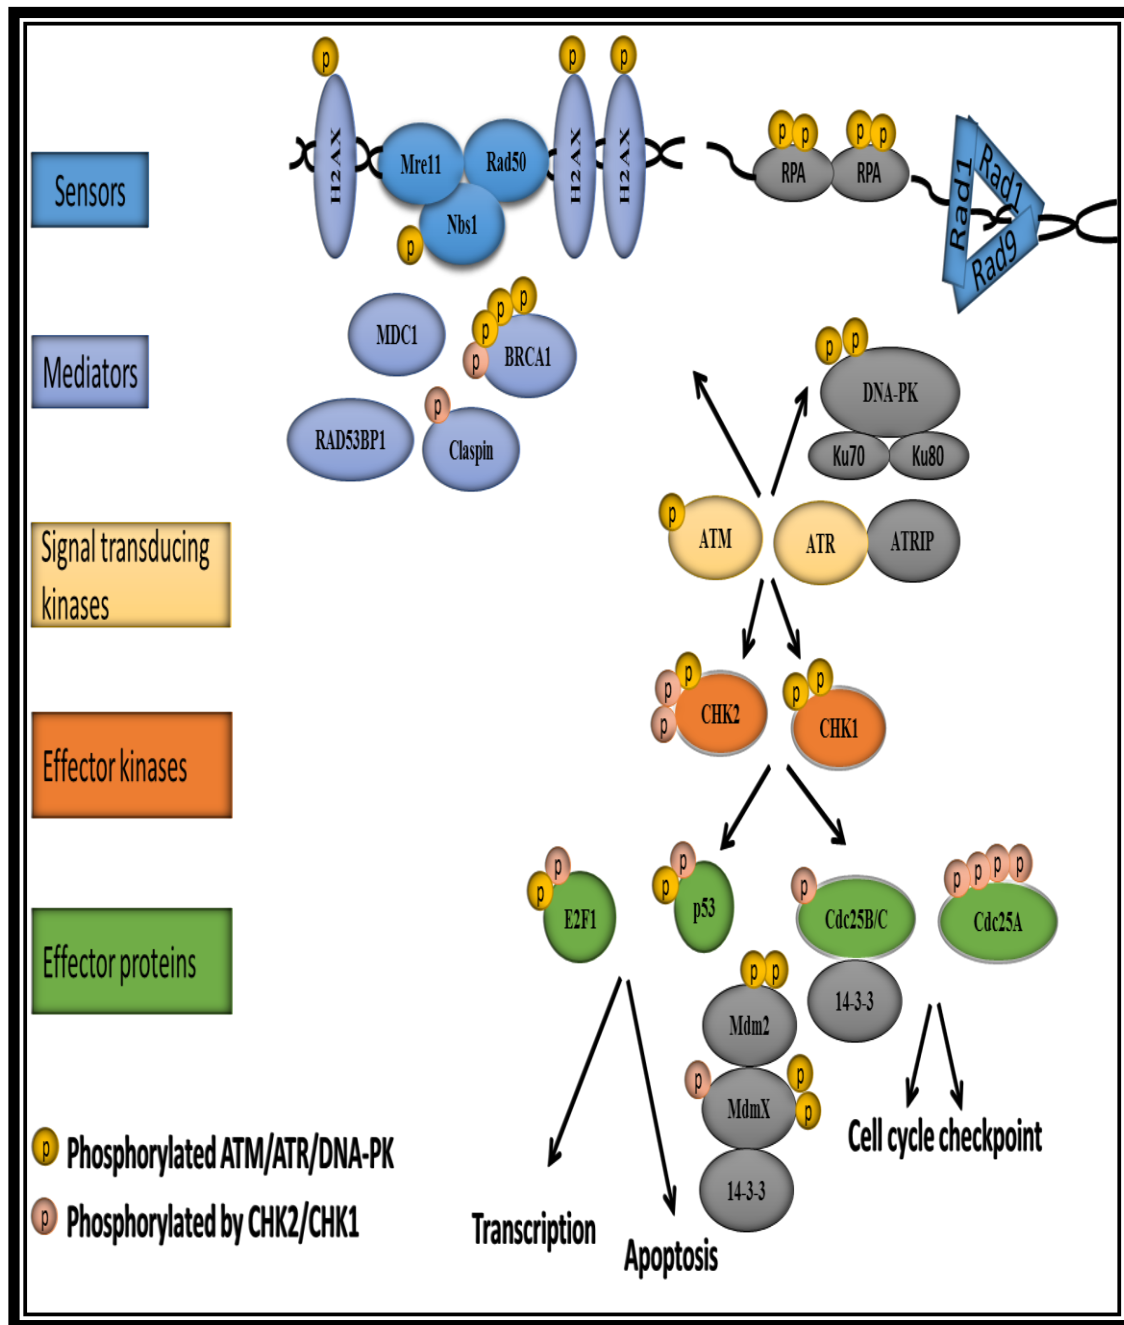 p
p
p
H2AX
Mre11
Rad50
Nbs1
p
H2AX
H2AX
p p
p p
RPA
RPA
Rad1
Rad1
Rad9
Sensors
Mediators
MDC1
p
p
p
p
BRCA1
RAD53BP1
p
Claspin
p
p
DNA-PK
Ku70
Ku80
Signal transducing
kinases
p
ATM
ATR
ATRIP
Effector kinases
p
p
p
CHK2
p
p
CHK1
Effector proteins
p
p
E2F1
p
p
p53
p
Cdc25B/C
14-3-3
p p p p
Cdc25A
p p
Mdm2
p
MdmX
p
p
14-3-3
Cell cycle checkpoint
Transcription
Apoptosis
p Phosphorylated ATM/ATR/DNA-PK
p Phosphorylated by CHK2/CHK1